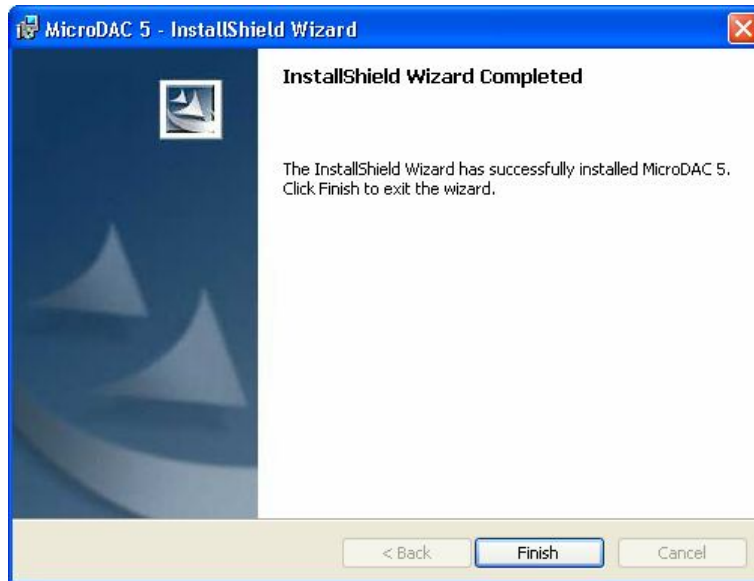 MicroDAC 5 - InstallShield Wizard
InstallShield Wizard Completed
The InstallShield Wizard has successfully installed MicroDAC 5.
Click Finish to exit the wizard.
< Back
Finish
Cancel